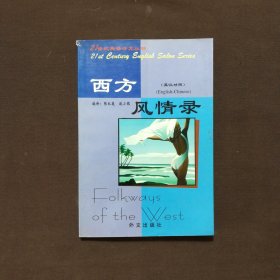 21世纪英语沙龙丛书
21st Century English Salon Series
西方
(英汉对照)
(English-Chinese)
风情录
Folkways
of the West
外文出版社